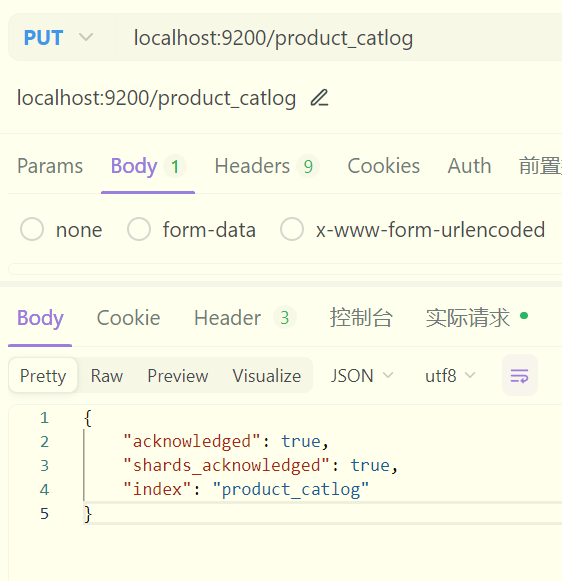 PUT localhost:9200/product_catlog
localhost:9200/product_catlog
Params Body 1 Headers 9 Cookies Auth 前置
none form-data x-www-form-urlencoded
Body Cookie Header 3 控制台 实际请求
Pretty Raw Preview Visualize JSON utf8
1 {
2 "acknowledged": true,
3 "shards_acknowledged": true,
4 "index": "product_catlog"
5 }